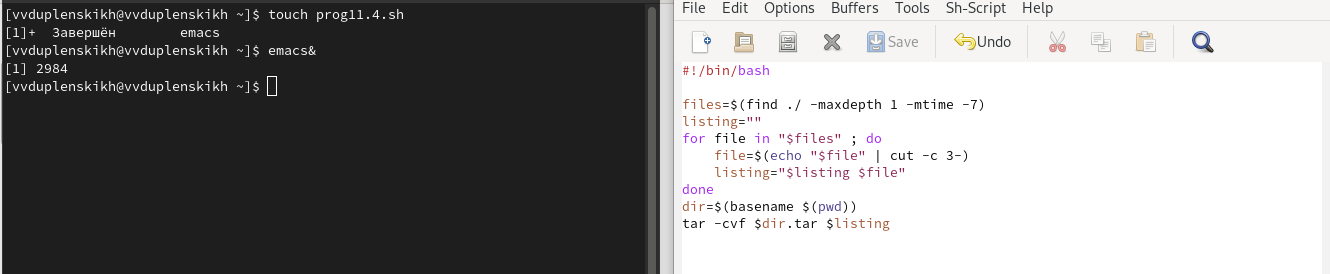 [vvduplenskikh@vvduplenskikh ~]$ touch prog11.4.sh
[1]+  Завершён        emacs
[vvduplenskikh@vvduplenskikh ~]$ emacs&
[1] 2984
[vvduplenskikh@vvduplenskikh ~]$
File Edit Options Buffers Tools Sh-Script Help
Save Undo
#!/bin/bash

files=$(find ./ -maxdepth 1 -mtime -7)
listing=""
for file in "$files" ; do
    file=$(echo "$file" | cut -c 3-)
    listing="$listing $file"
done
dir=$(basename $(pwd))
tar -cvf $dir.tar $listing